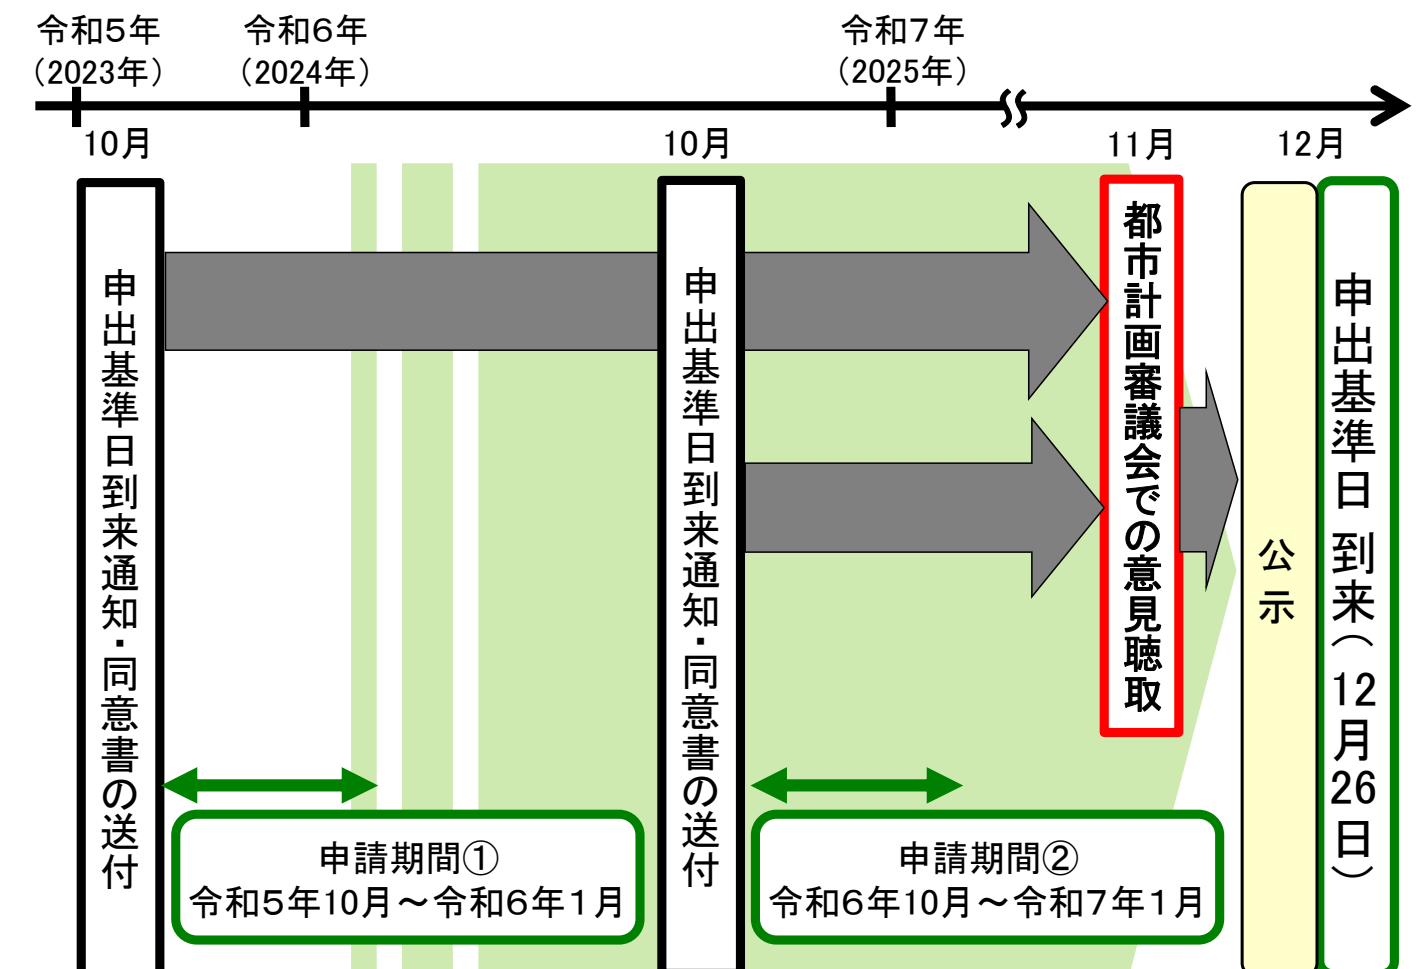 令和５年
（2023年）
令和６年
（2024年）
令和７年
（2025年）
10月
10月
11月
12月
申出基準日到来通知・同意書の送付
申出基準日到来通知・同意書の送付
都市計画審議会での意見聴取
公示
申出基準日 到来（12月26日）
申請期間①
令和５年10月～令和６年１月
申請期間②
令和６年10月～令和７年１月